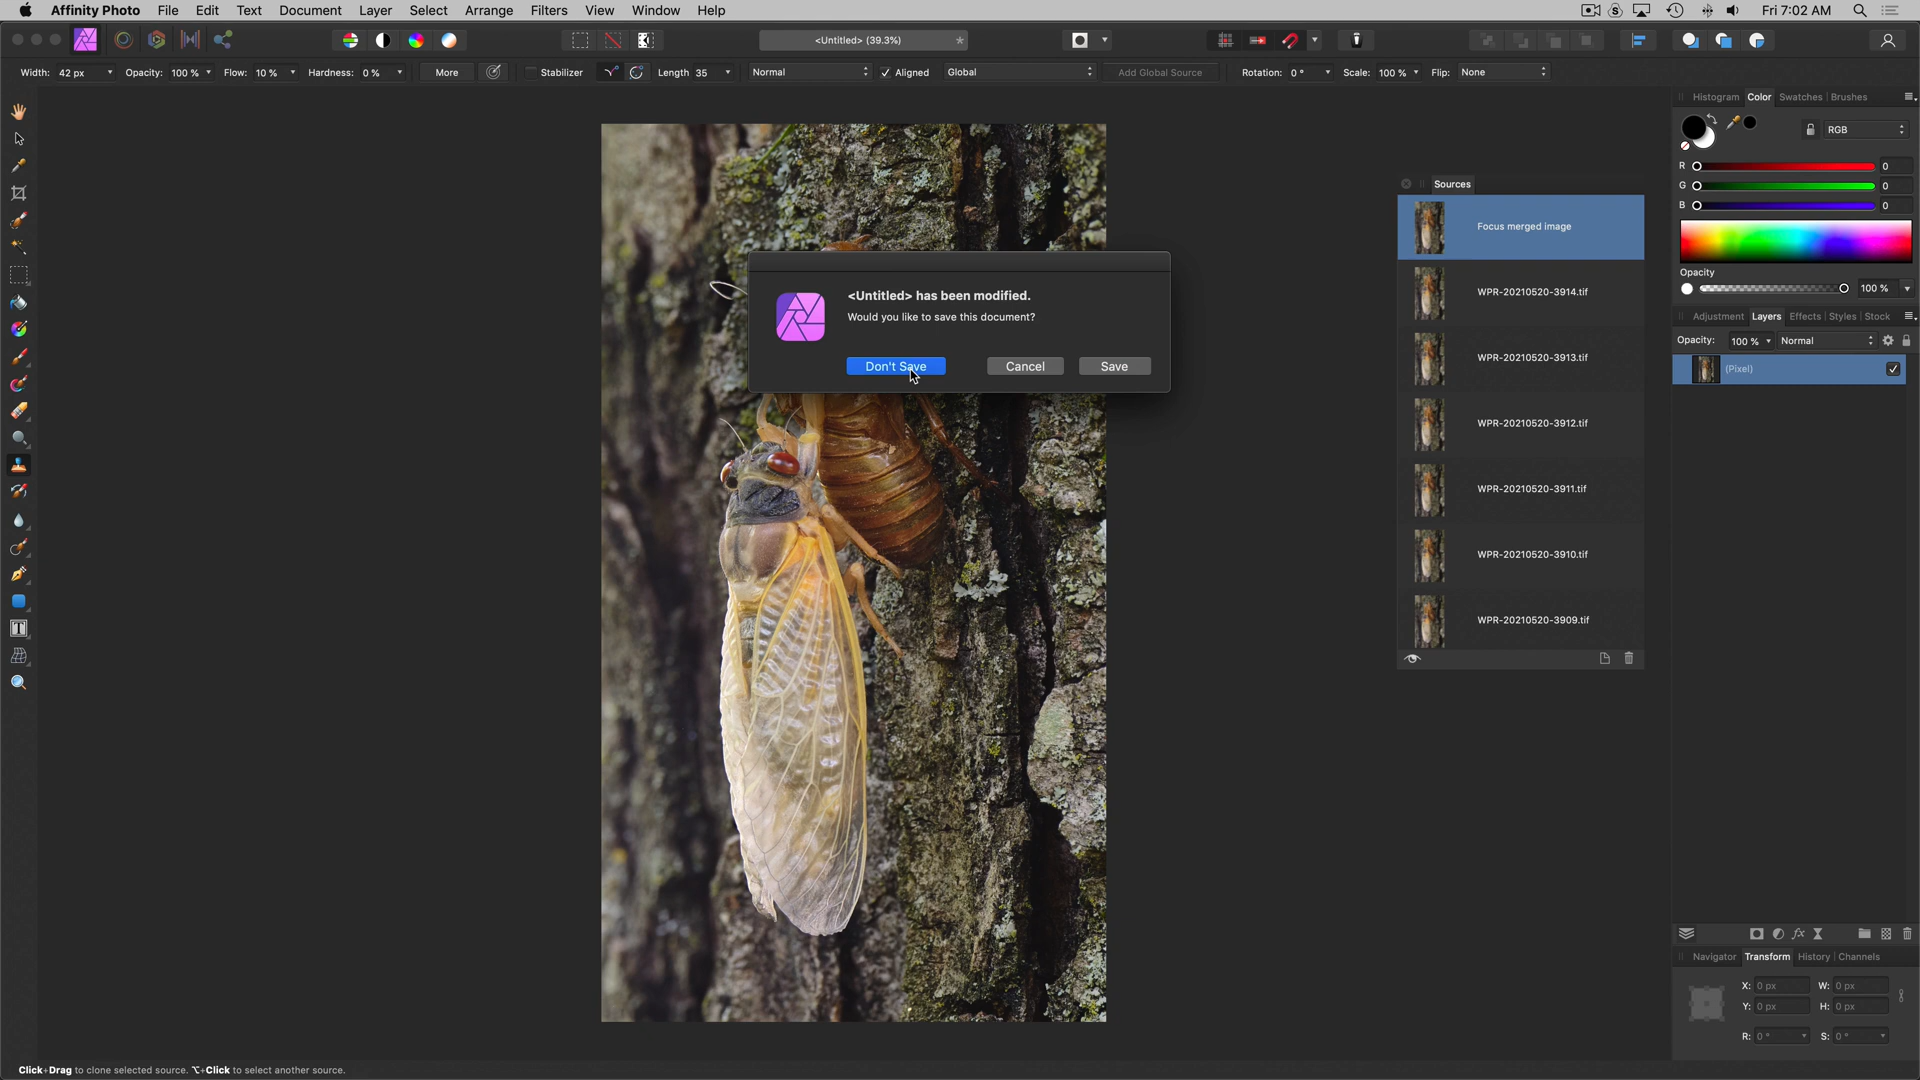 Affinity Photo File Edit Text Document Layer Select Arrange Filters View Window Help Fri 7:02 AM
<Untitled> (39.3%) *
Width: 42 px Opacity: 100 % Flow: 10 % Hardness: 0 % More Stabilizer Length 35 Normal Aligned Global Add Global Source Rotation: 0° Scale: 100 % Flip: None
Histogram Color Swatches Brushes
RGB
R 0
G 0
B 0
Opacity
100 %
Adjustment Layers Effects Styles Stock
Opacity: 100 % Normal
(Pixel)
Sources
Focus merged image
WPR-20210520-3914.tif
WPR-20210520-3913.tif
WPR-20210520-3912.tif
WPR-20210520-3911.tif
WPR-20210520-3910.tif
WPR-20210520-3909.tif
<Untitled> has been modified.
Would you like to save this document?
Don't Save Cancel Save
Navigator Transform History Channels
X: 0 px W: 0 px
Y: 0 px H: 0 px
R: 0 ° S: 0 °
Click+Drag to clone selected source. ⌥+Click to select another source.